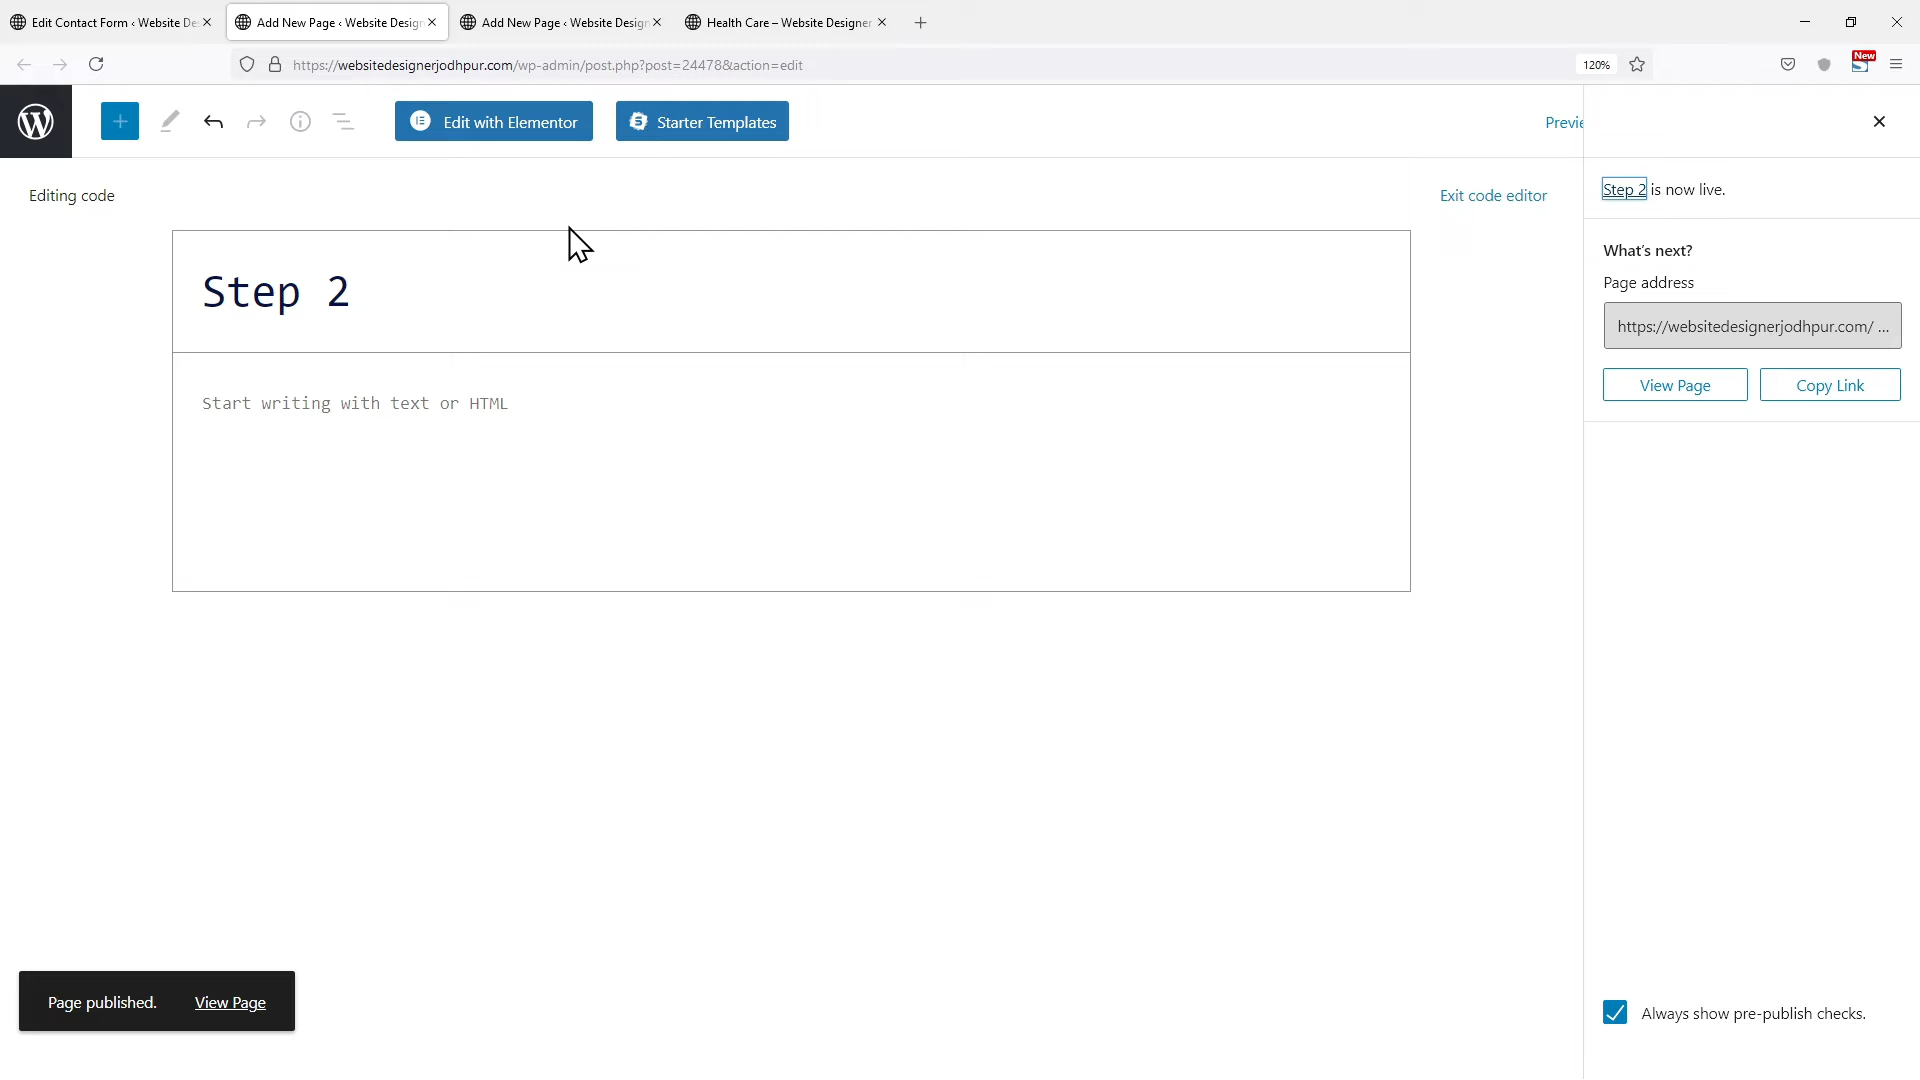 Edit Contact Form ‹ Website Des
Add New Page ‹ Website Design
Add New Page ‹ Website Design
Health Care – Website Designer
https://websitedesignerjodhpur.com/wp-admin/post.php?post=24478&action=edit
120%
New
Edit with Elementor
Starter Templates
Previe
Editing code
Exit code editor
Step 2 is now live.
What's next?
Page address
https://websitedesignerjodhpur.com/ ...
View Page
Copy Link
Step 2
Start writing with text or HTML
Page published.
View Page
Always show pre-publish checks.